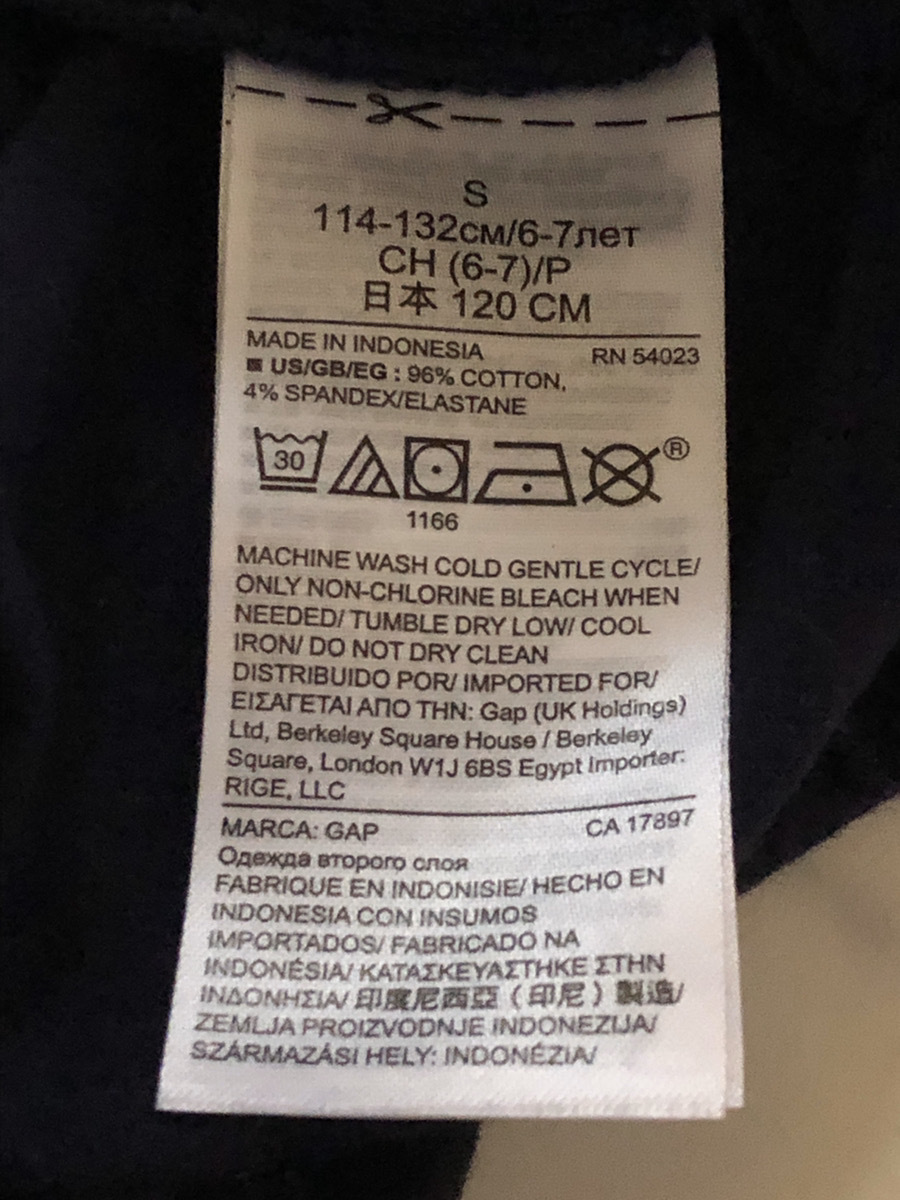 S
114-132см/6-7лет
CH (6-7)/P
日本 120 CM
MADE IN INDONESIA RN 54023
US/GB/EG : 96% COTTON,
4% SPANDEX/ELASTANE
30 ®
1166
MACHINE WASH COLD GENTLE CYCLE/
ONLY NON-CHLORINE BLEACH WHEN
NEEDED/ TUMBLE DRY LOW/ COOL
IRON/ DO NOT DRY CLEAN
DISTRIBUIDO POR/ IMPORTED FOR/
ΕΙΣΑΓΕΤΑΙ ΑΠΟ ΤΗΝ: Gap (UK Holdings)
Ltd, Berkeley Square House / Berkeley
Square, London W1J 6BS Egypt Importer:
RIGE, LLC
MARCA: GAP CA 17897
Одежда второго слоя
FABRIQUE EN INDONISIE/ HECHO EN
INDONESIA CON INSUMOS
IMPORTADOS/ FABRICADO NA
INDONÉSIA/ ΚΑΤΑΣΚΕΥΑΣΤΗΚΕ ΣΤΗΝ
ΙΝΔΟΝΗΣΙΑ/ 印度尼西亞（印尼）製造/
ZEMLJA PROIZVODNJE INDONEZIJA/
SZÁRMAZÁSI HELY: INDONÉZIA/